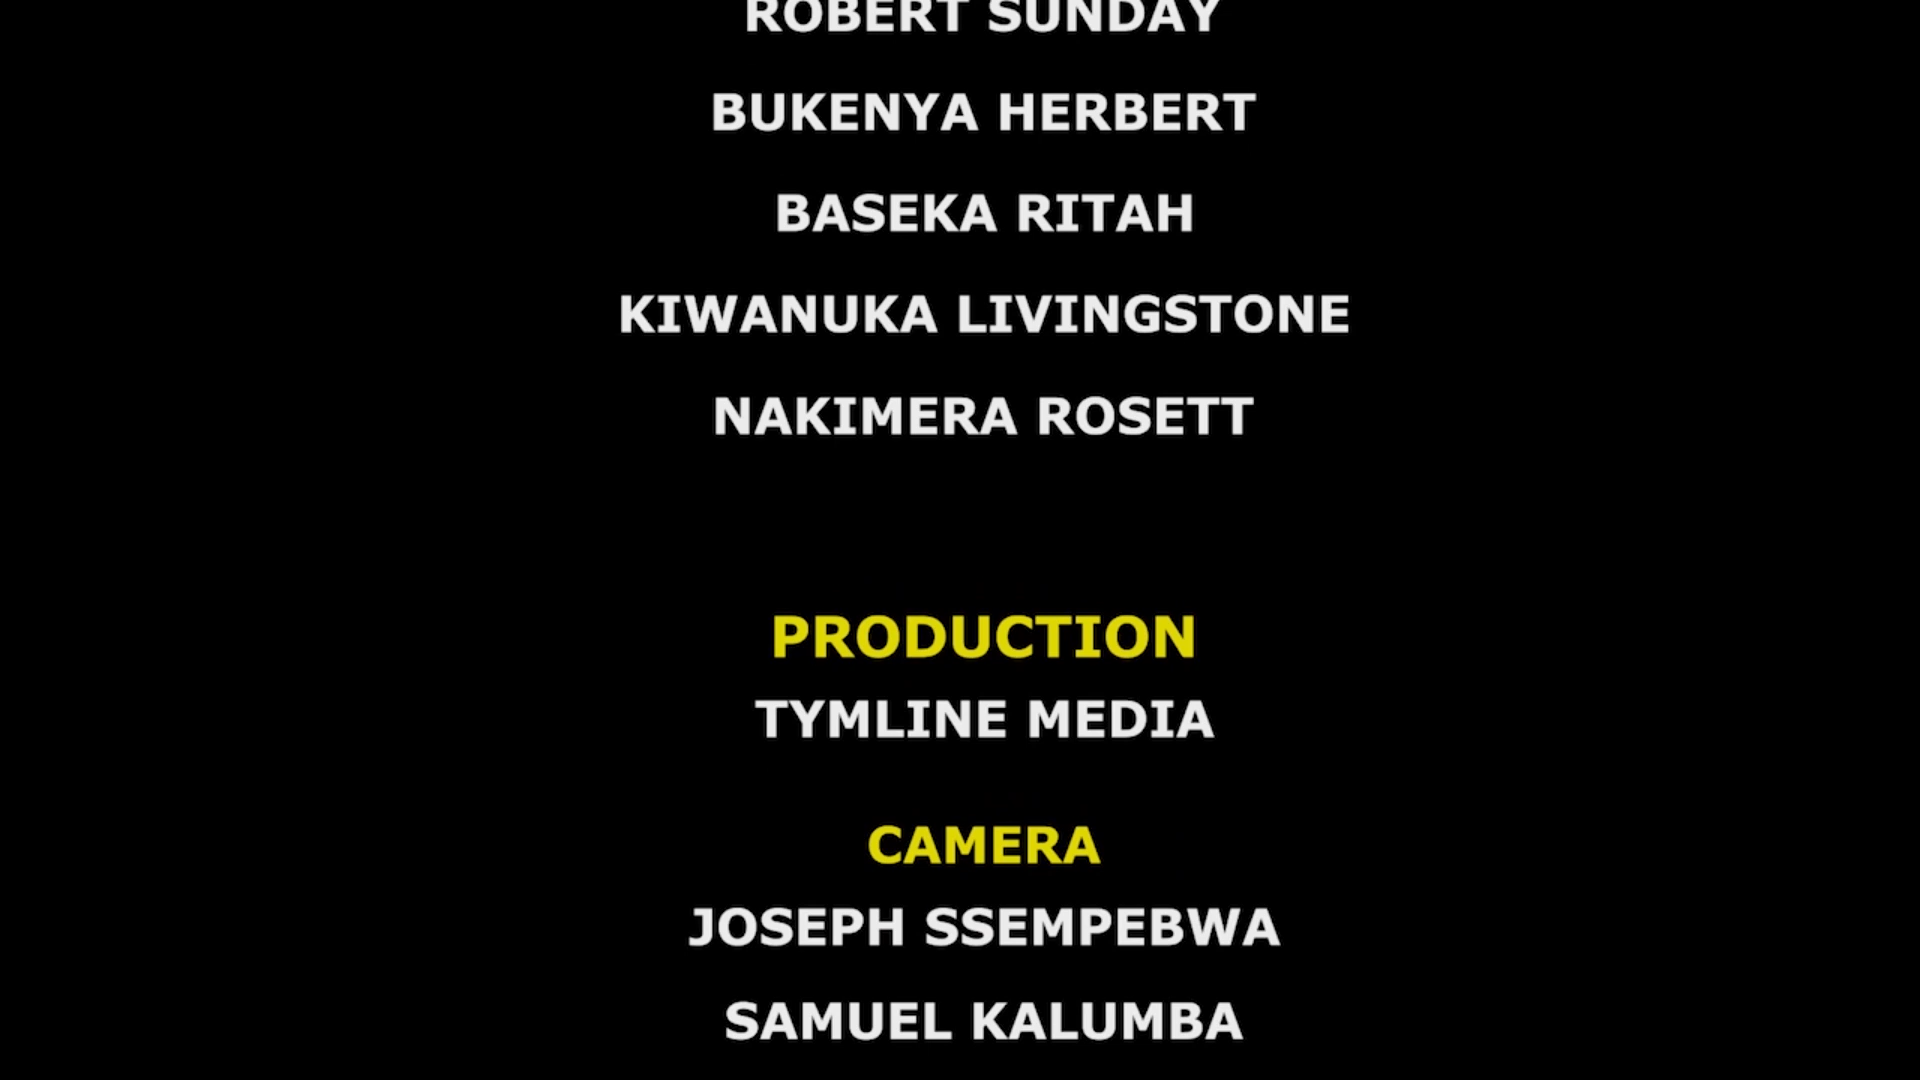 ROBERT SUNDAY
BUKENYA HERBERT
BASEKA RITAH
KIWANUKA LIVINGSTONE
NAKIMERA ROSETT
PRODUCTION
TYMLINE MEDIA
CAMERA
JOSEPH SSEMPEBWA
SAMUEL KALUMBA